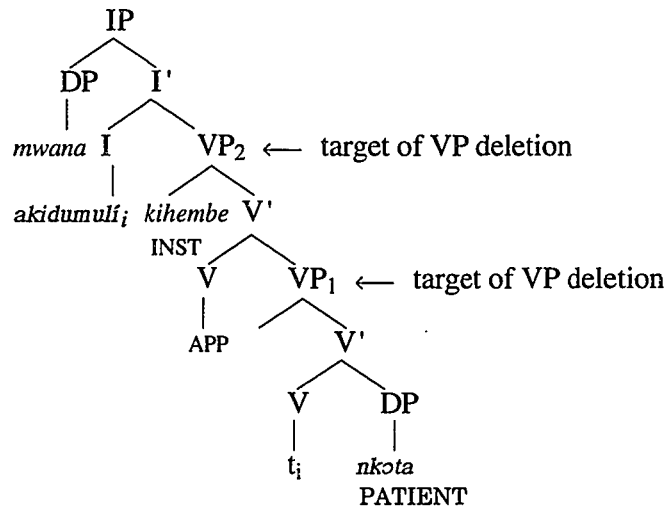 IP
DP I'
mwana I VP₂ ← target of VP deletion
akidumulíᵢ kihembe V'
INST
V VP₁ ← target of VP deletion
APP V'
V DP
tᵢ nkɔta
PATIENT